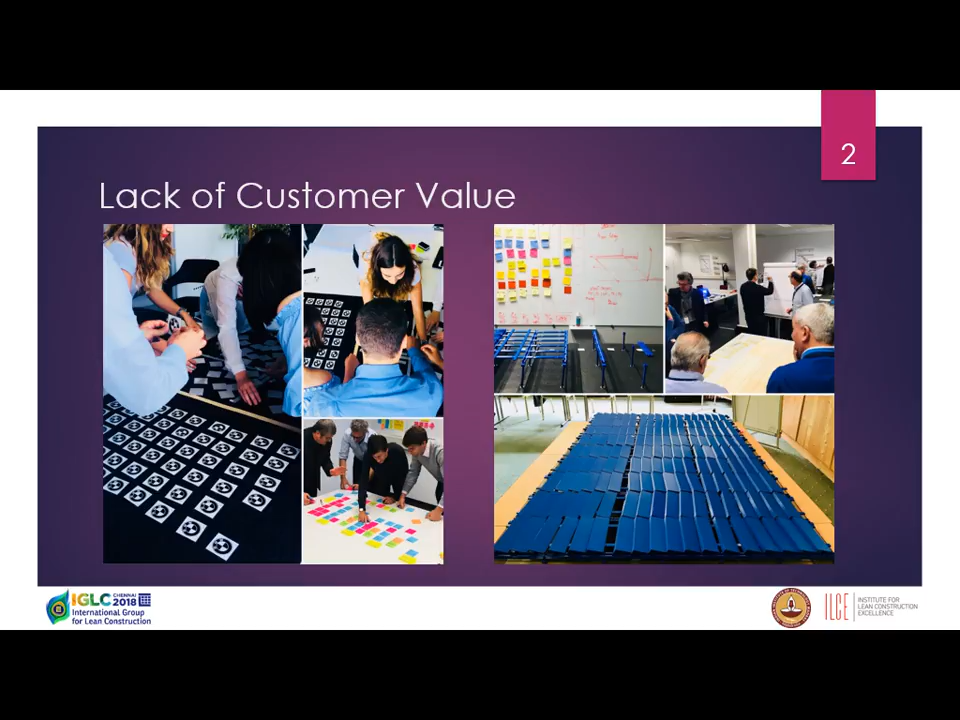 2
Lack of Customer Value
IGLC CHENNAI 2018
International Group
for Lean Construction
ILCE
INSTITUTE FOR
LEAN CONSTRUCTION
EXCELLENCE